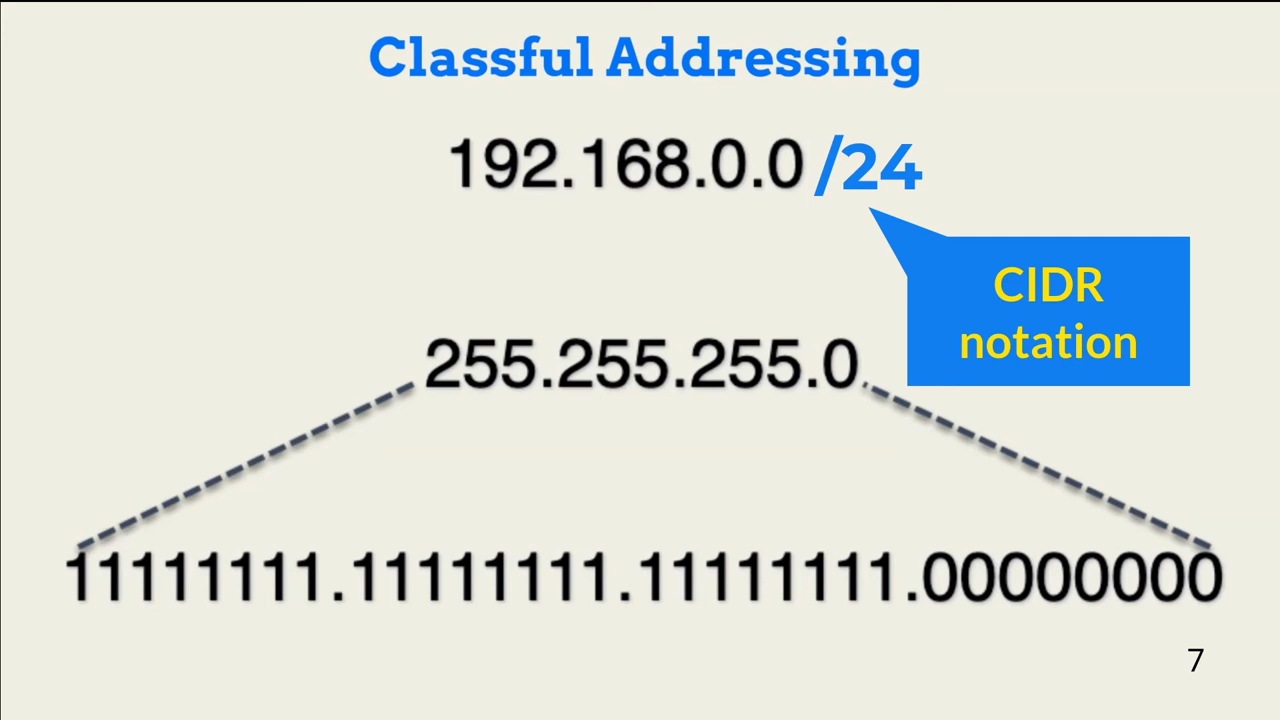 Classful Addressing
192.168.0.0 /24
CIDR
notation
255.255.255.0
11111111.11111111.11111111.00000000
7